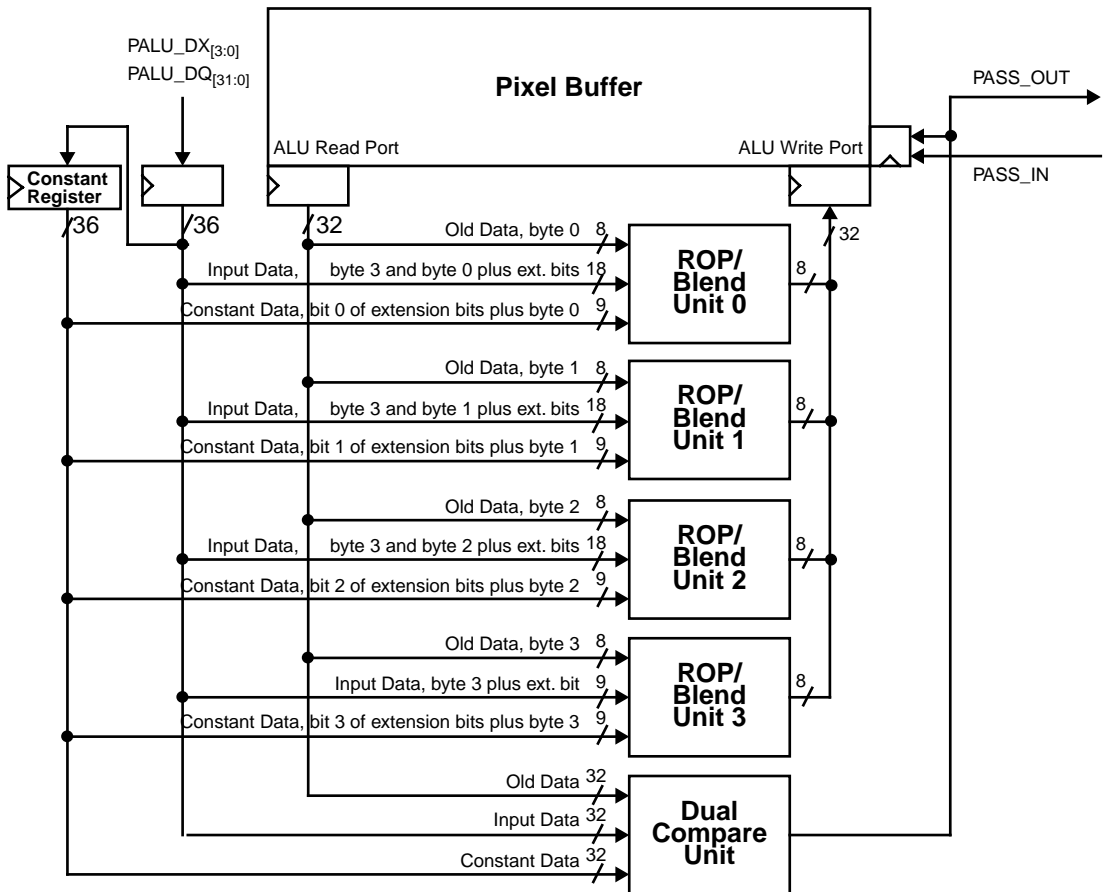 PALU_DX[3:0]
PALU_DQ[31:0]
Pixel Buffer
PASS_OUT
ALU Read Port
ALU Write Port
PASS_IN
Constant
Register
36
36
32
32
Old Data, byte 0 8
Input Data, byte 3 and byte 0 plus ext. bits 18
Constant Data, bit 0 of extension bits plus byte 0 9
ROP/
Blend
Unit 0
8
Old Data, byte 1 8
Input Data, byte 3 and byte 1 plus ext. bits 18
Constant Data, bit 1 of extension bits plus byte 1 9
ROP/
Blend
Unit 1
8
Old Data, byte 2 8
Input Data, byte 3 and byte 2 plus ext. bits 18
Constant Data, bit 2 of extension bits plus byte 2 9
ROP/
Blend
Unit 2
8
Old Data, byte 3 8
Input Data, byte 3 plus ext. bit 9
Constant Data, bit 3 of extension bits plus byte 3 9
ROP/
Blend
Unit 3
8
Old Data 32
Input Data 32
Constant Data 32
Dual
Compare
Unit